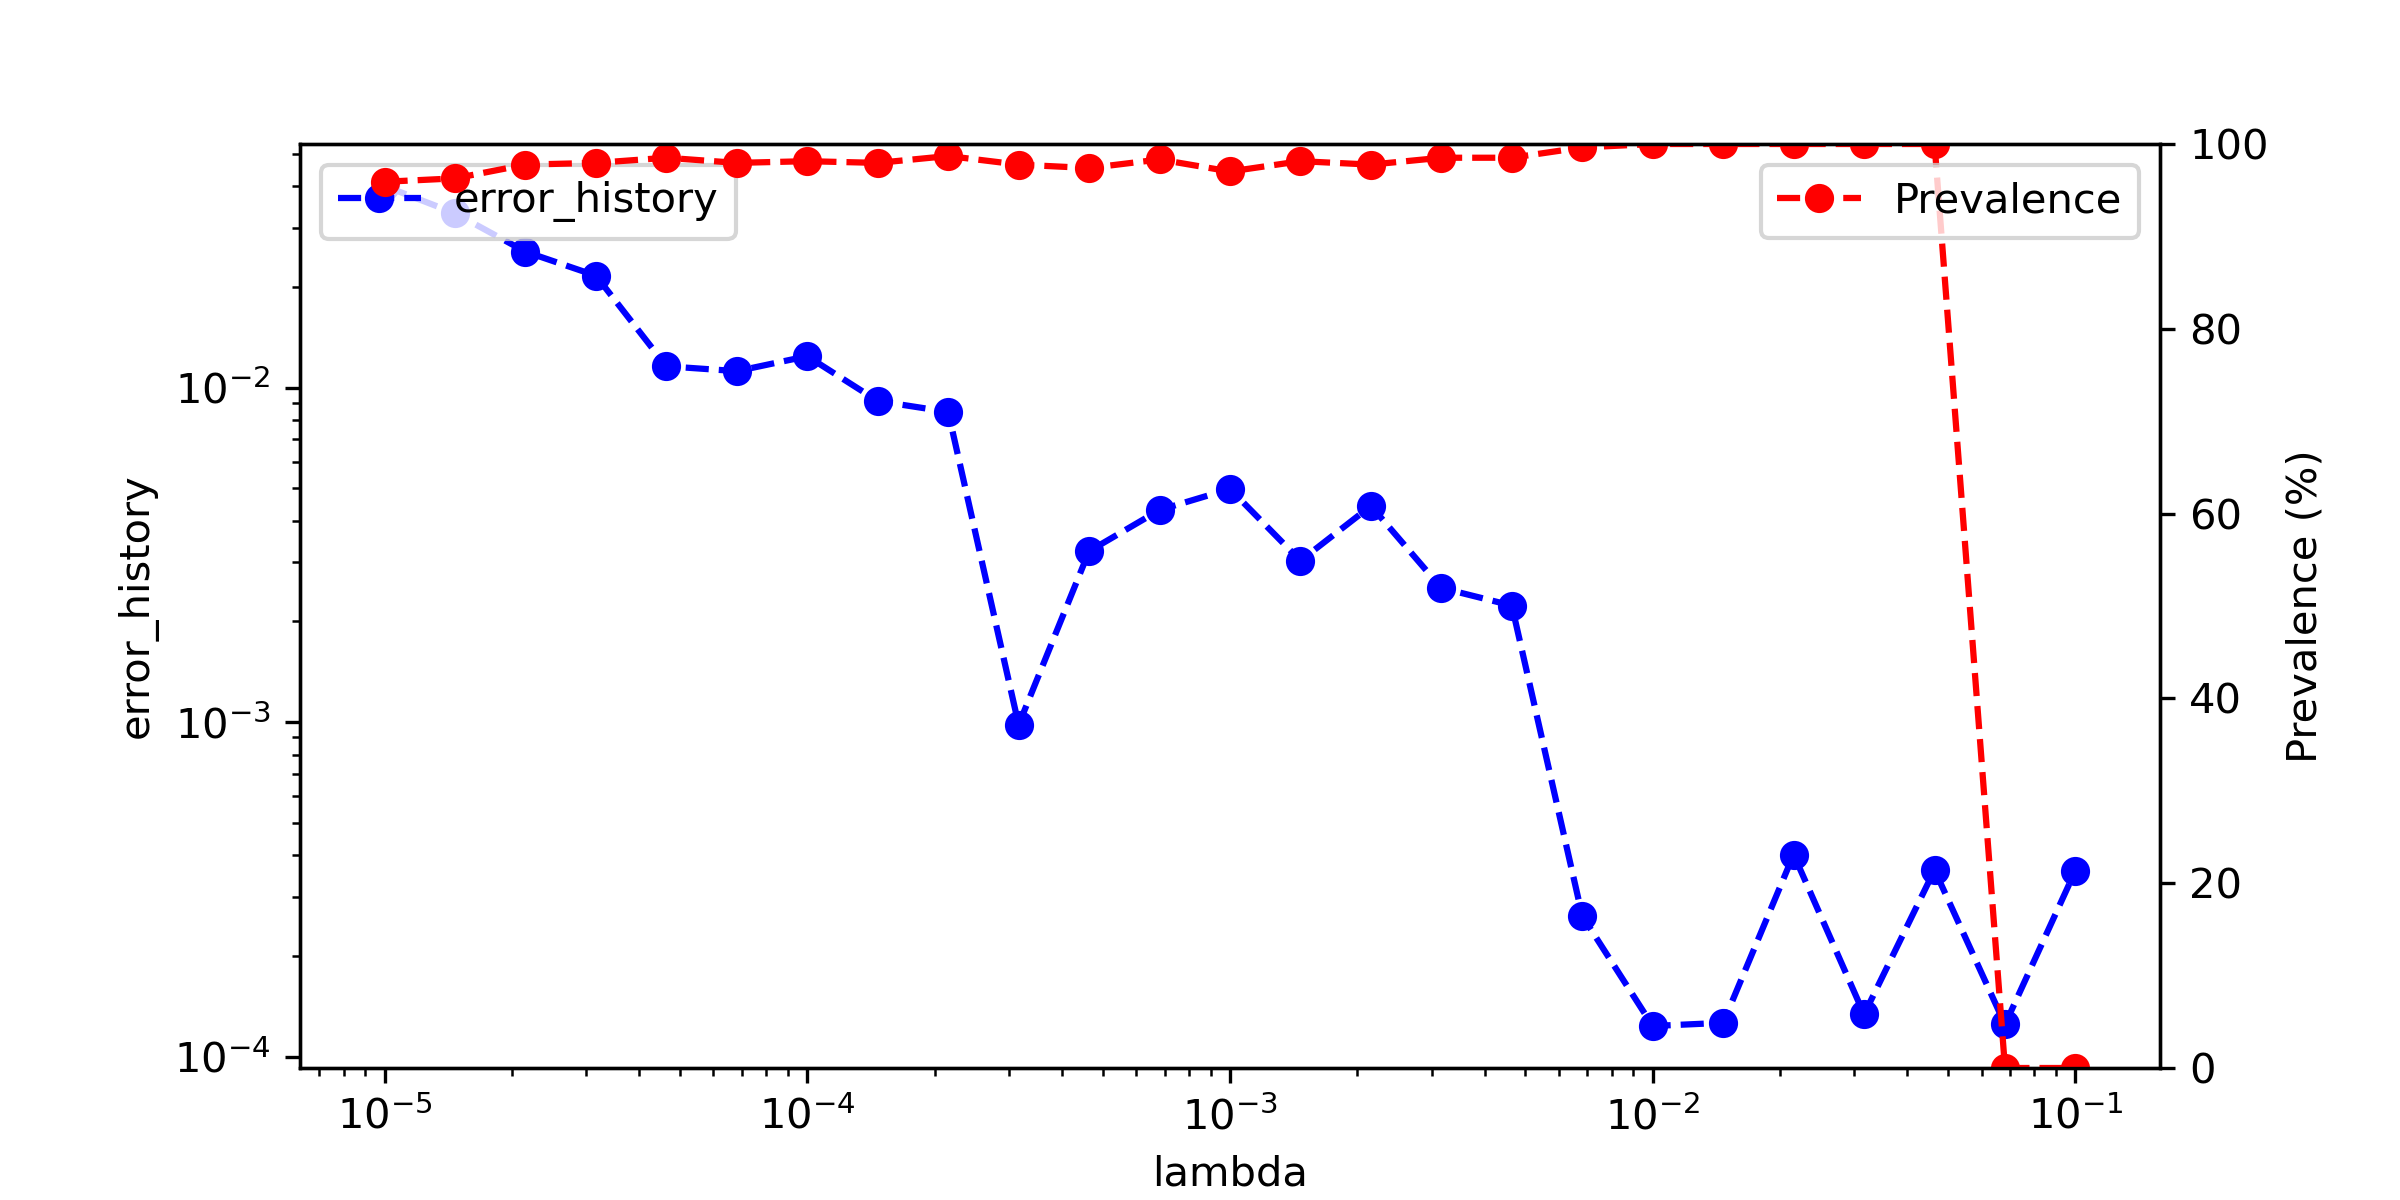 error_history
Prevalence
error_history
10⁻²
10⁻³
10⁻⁴
100
80
60
40
20
0
Prevalence (%)
10⁻⁵
10⁻⁴
10⁻³
10⁻²
10⁻¹
lambda